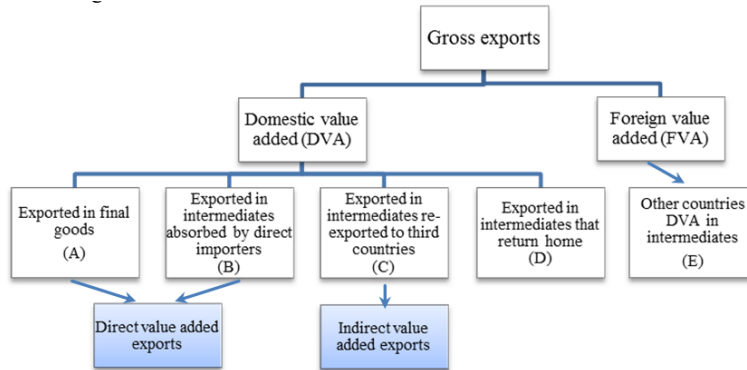 Gross exports
Domestic value
added (DVA)
Foreign value
added (FVA)
Exported in final
goods
(A)
Exported in
intermediates
absorbed by direct
importers
(B)
Exported in
intermediates re-
exported to third
countries
(C)
Exported in
intermediates that
return home
(D)
Other countries
DVA in
intermediates
(E)
Direct value added
exports
Indirect value
added exports